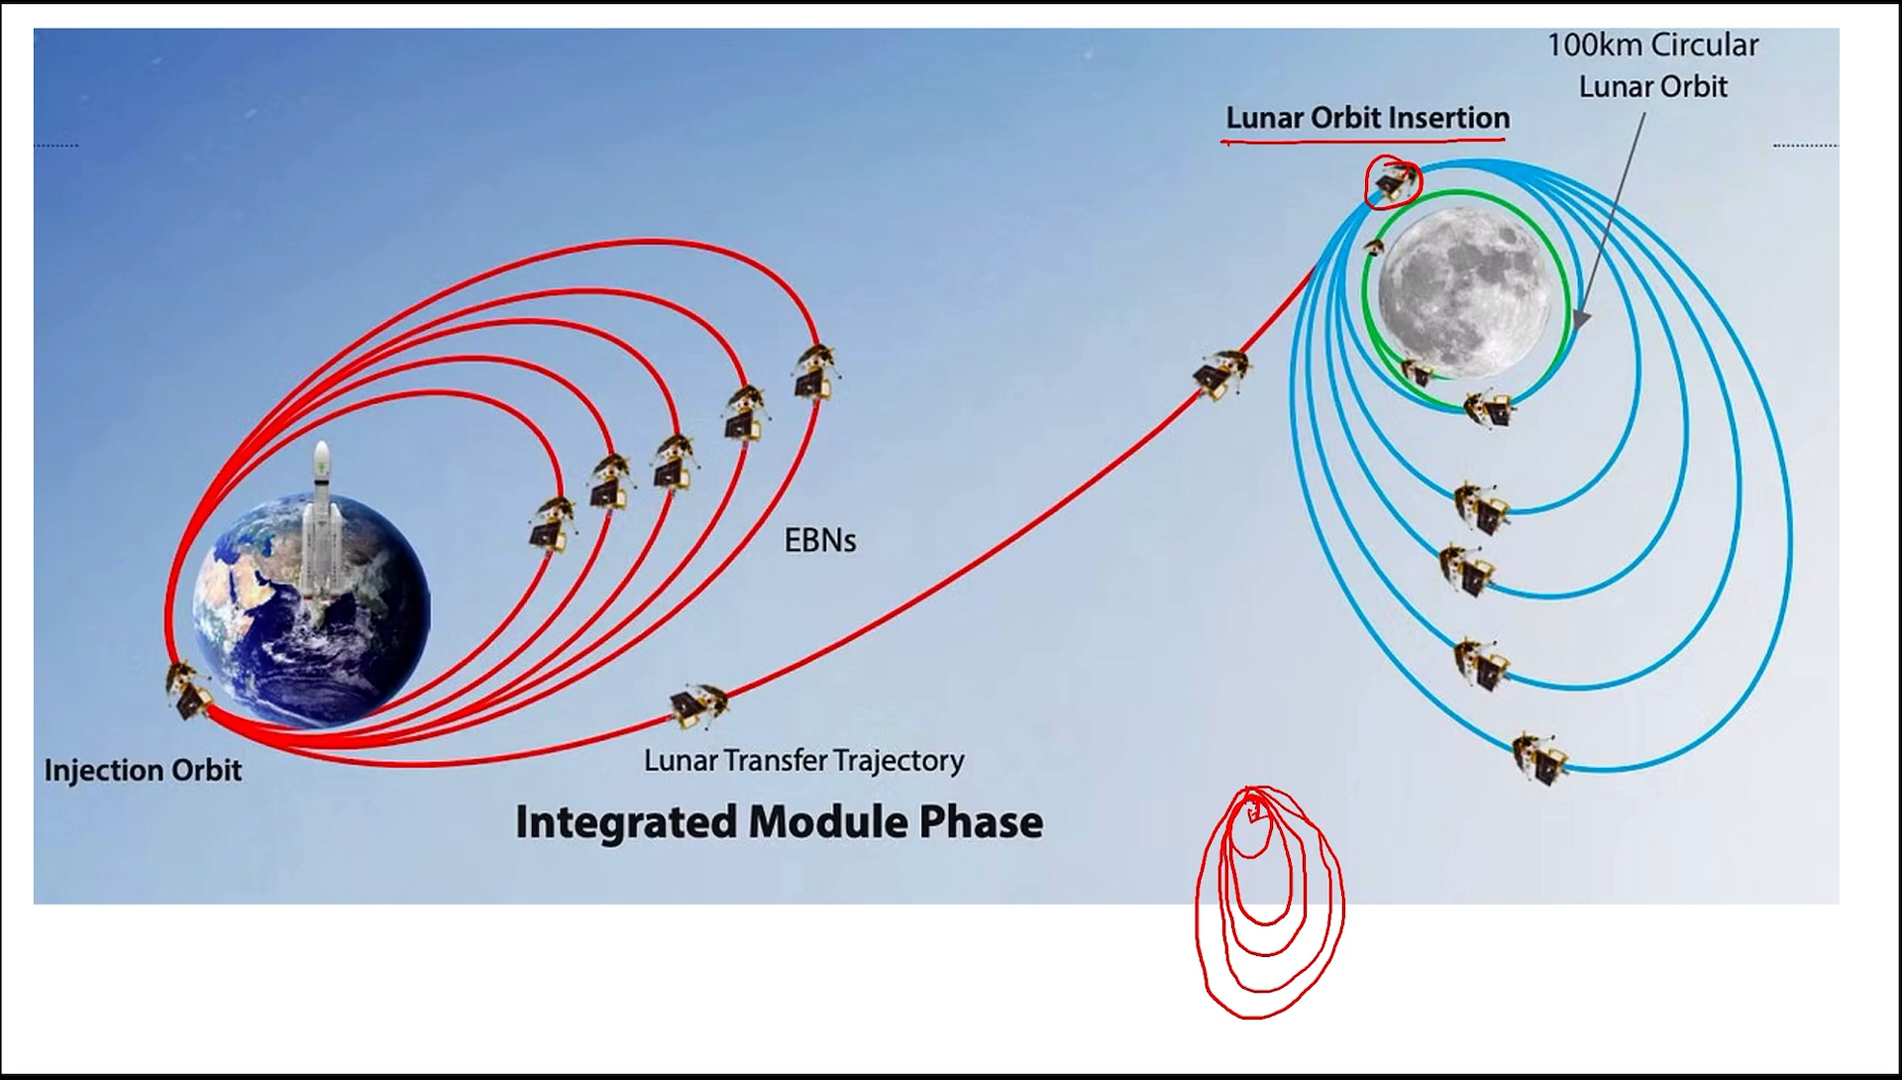 100km Circular
Lunar Orbit
Lunar Orbit Insertion
EBNs
Lunar Transfer Trajectory
Injection Orbit
Integrated Module Phase